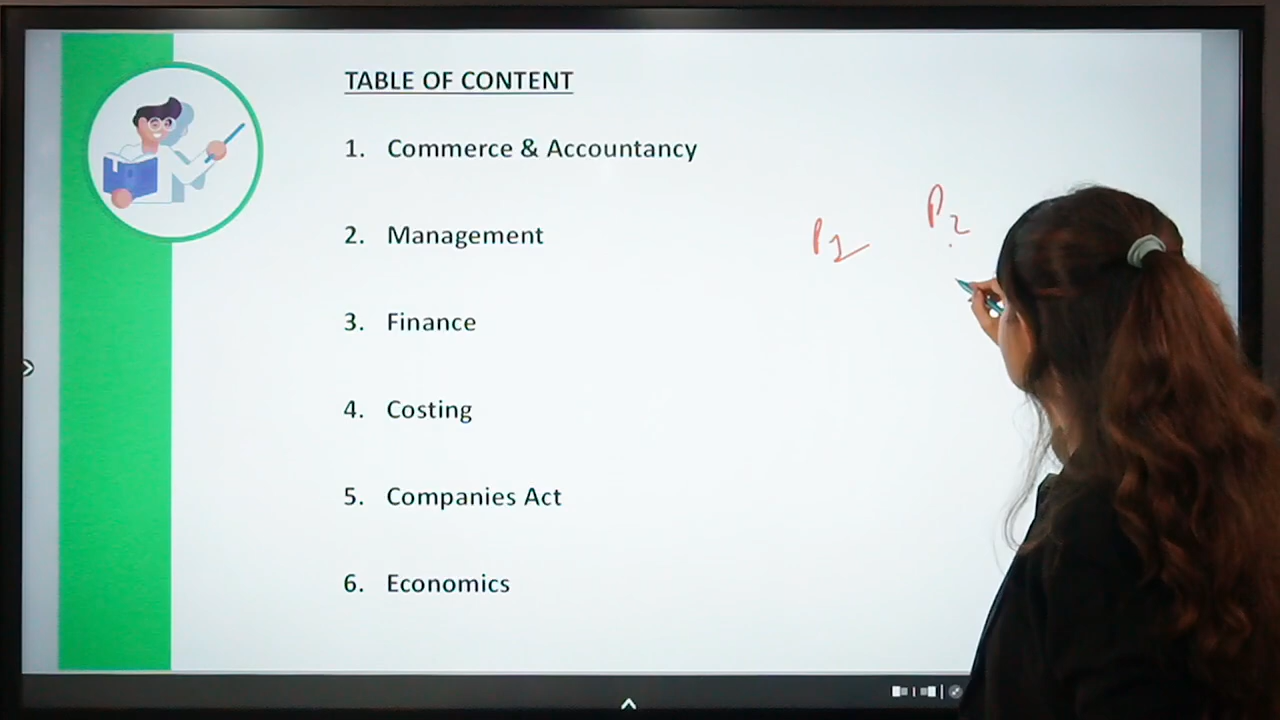 TABLE OF CONTENT
1. Commerce & Accountancy
2. Management
P2
P1
3. Finance
4. Costing
5. Companies Act
6. Economics